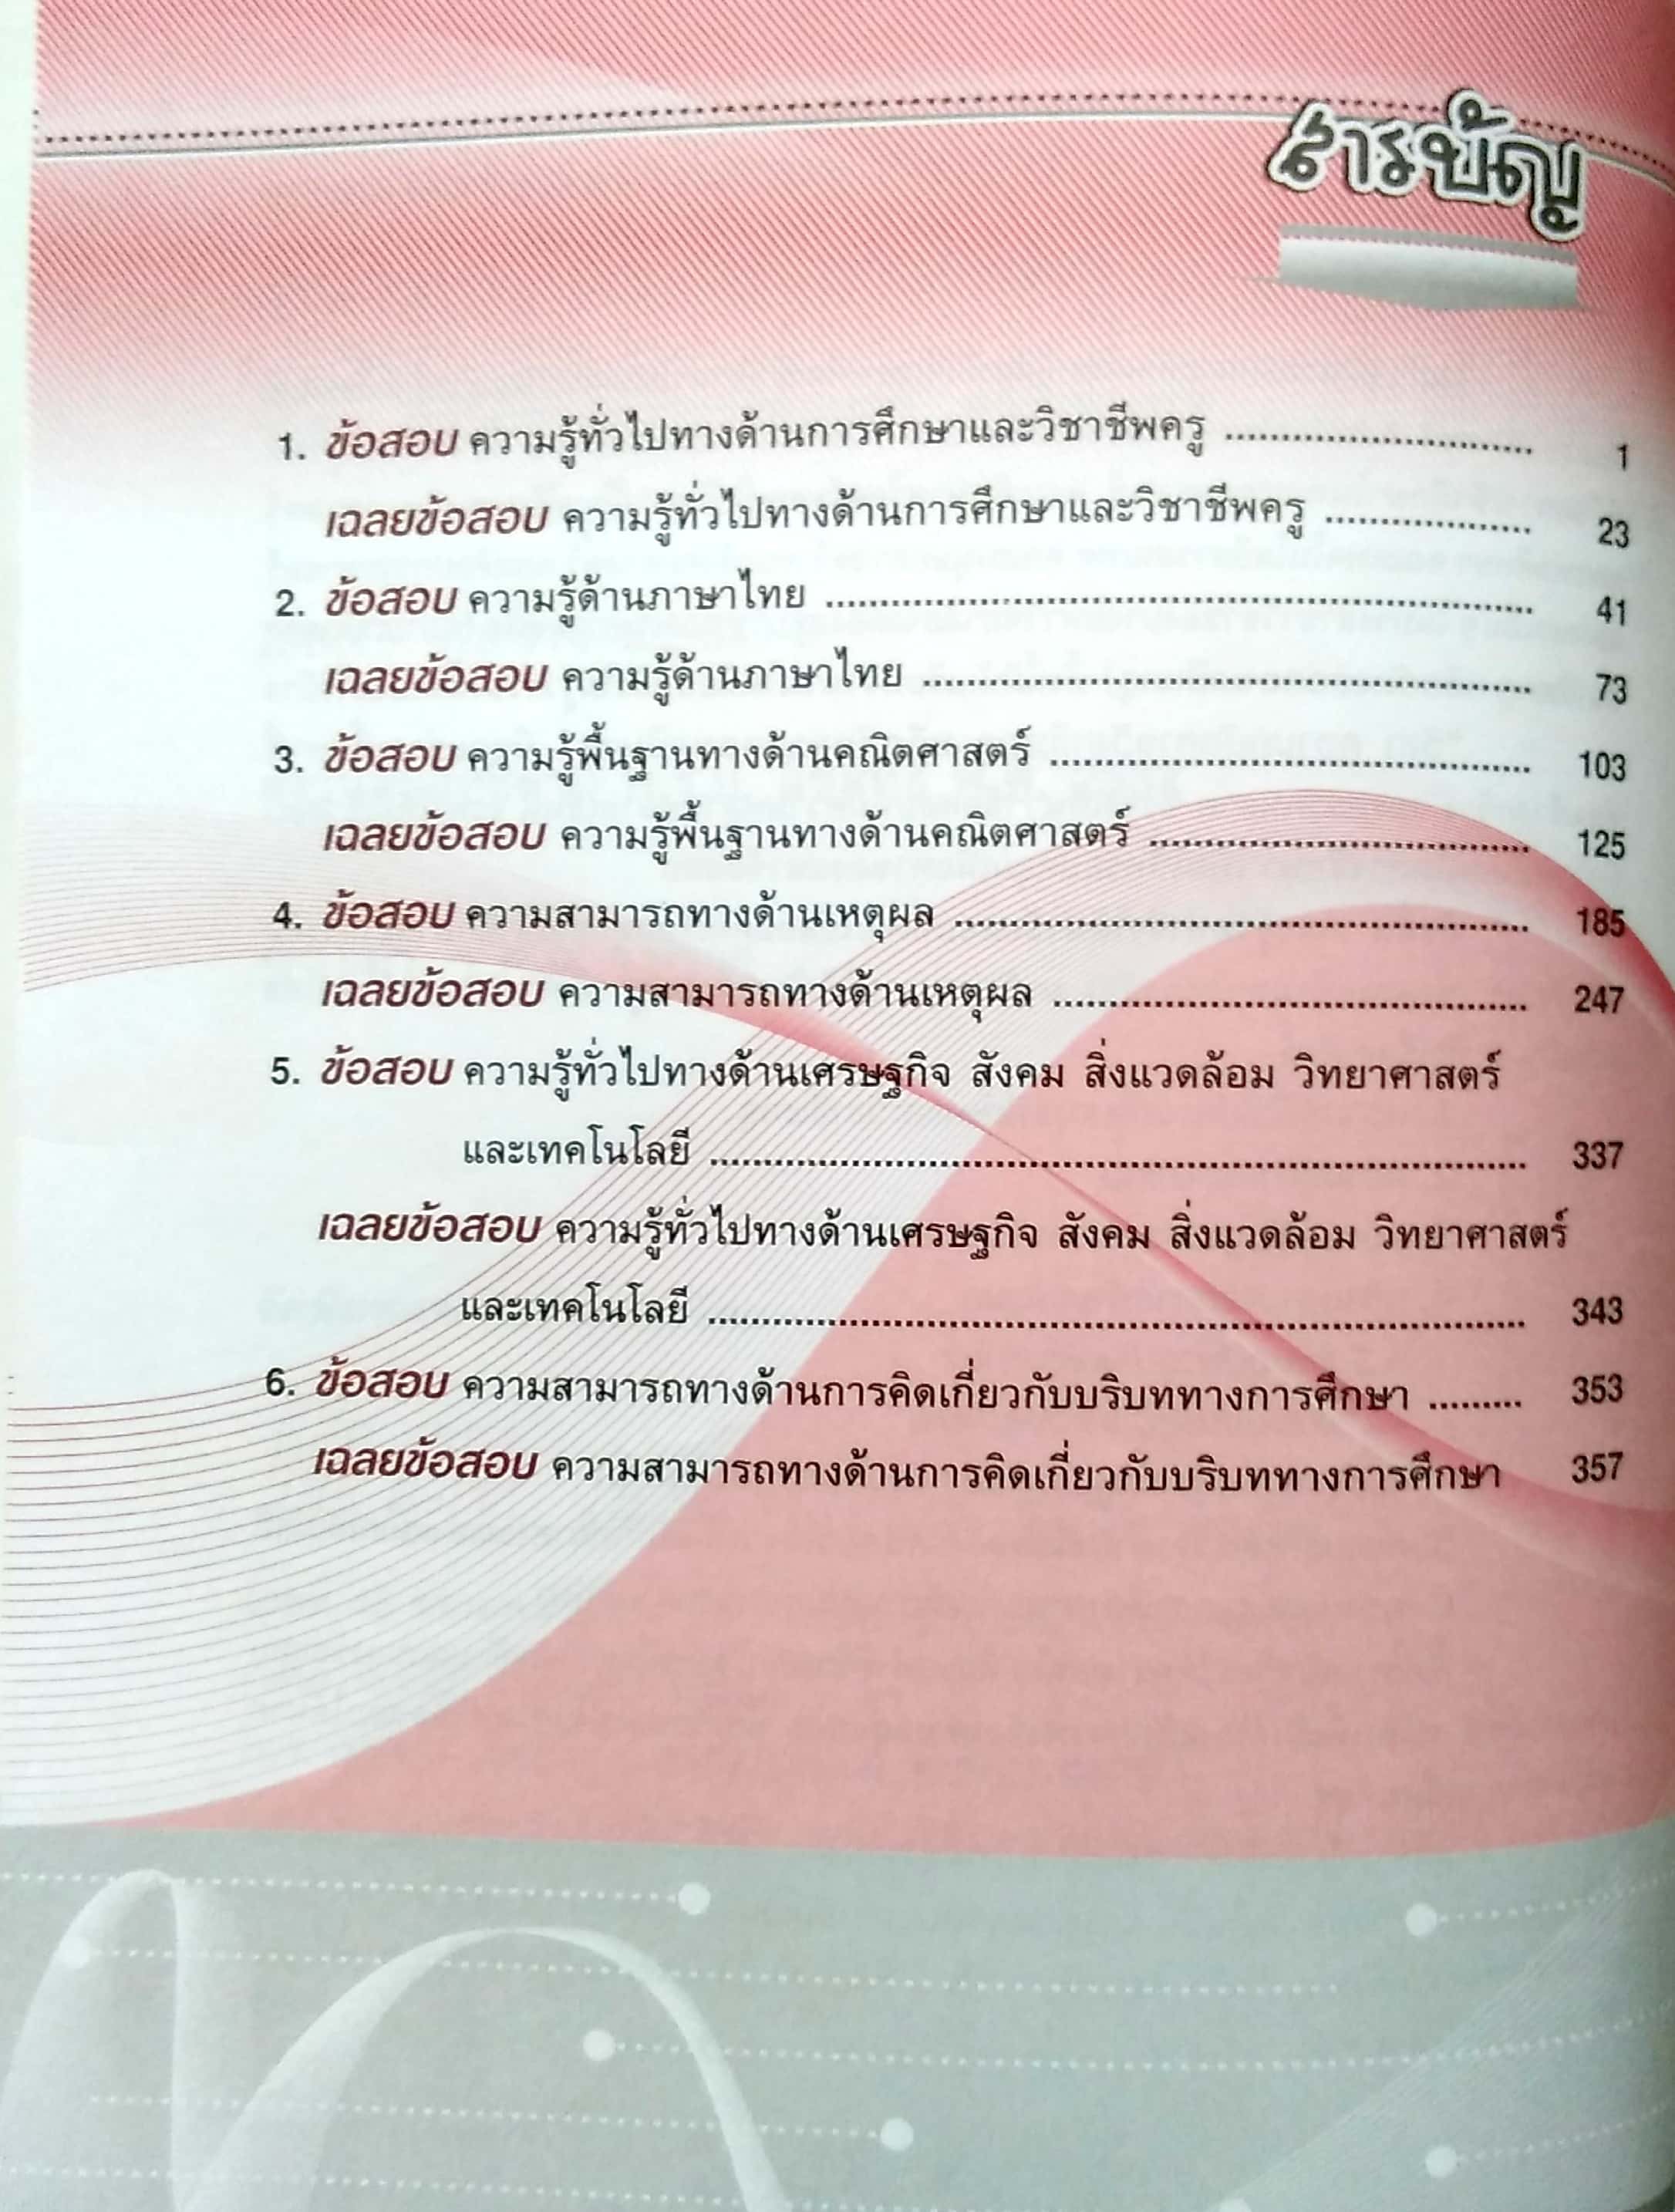 สารบัญ
1. ข้อสอบ ความรู้ทั่วไปทางด้านการศึกษาและวิชาชีพครู ............................ 1
เฉลยข้อสอบ ความรู้ทั่วไปทางด้านการศึกษาและวิชาชีพครู ................... 23
2. ข้อสอบ ความรู้ด้านภาษาไทย ................................................................. 41
เฉลยข้อสอบ ความรู้ด้านภาษาไทย ........................................................ 73
3. ข้อสอบ ความรู้พื้นฐานทางด้านคณิตศาสตร์ ............................................ 103
เฉลยข้อสอบ ความรู้พื้นฐานทางด้านคณิตศาสตร์ ................................... 125
4. ข้อสอบ ความสามารถทางด้านเหตุผล ..................................................... 185
เฉลยข้อสอบ ความสามารถทางด้านเหตุผล ............................................ 247
5. ข้อสอบ ความรู้ทั่วไปทางด้านเศรษฐกิจ สังคม สิ่งแวดล้อม วิทยาศาสตร์
และเทคโนโลยี ........................................................................... 337
เฉลยข้อสอบ ความรู้ทั่วไปทางด้านเศรษฐกิจ สังคม สิ่งแวดล้อม วิทยาศาสตร์
และเทคโนโลยี ........................................................................... 343
6. ข้อสอบ ความสามารถทางด้านการคิดเกี่ยวกับบริบททางการศึกษา ......... 353
เฉลยข้อสอบ ความสามารถทางด้านการคิดเกี่ยวกับบริบททางการศึกษา 357